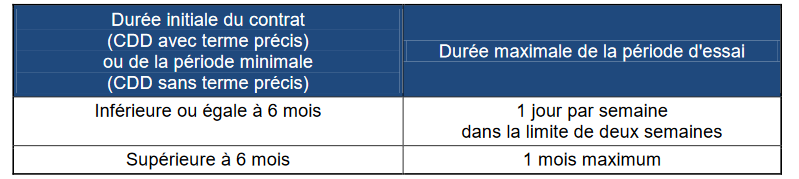 Durée initiale du contrat
(CDD avec terme précis)
ou de la période minimale
(CDD sans terme précis)
Durée maximale de la période d'essai
Inférieure ou égale à 6 mois
1 jour par semaine
dans la limite de deux semaines
Supérieure à 6 mois
1 mois maximum